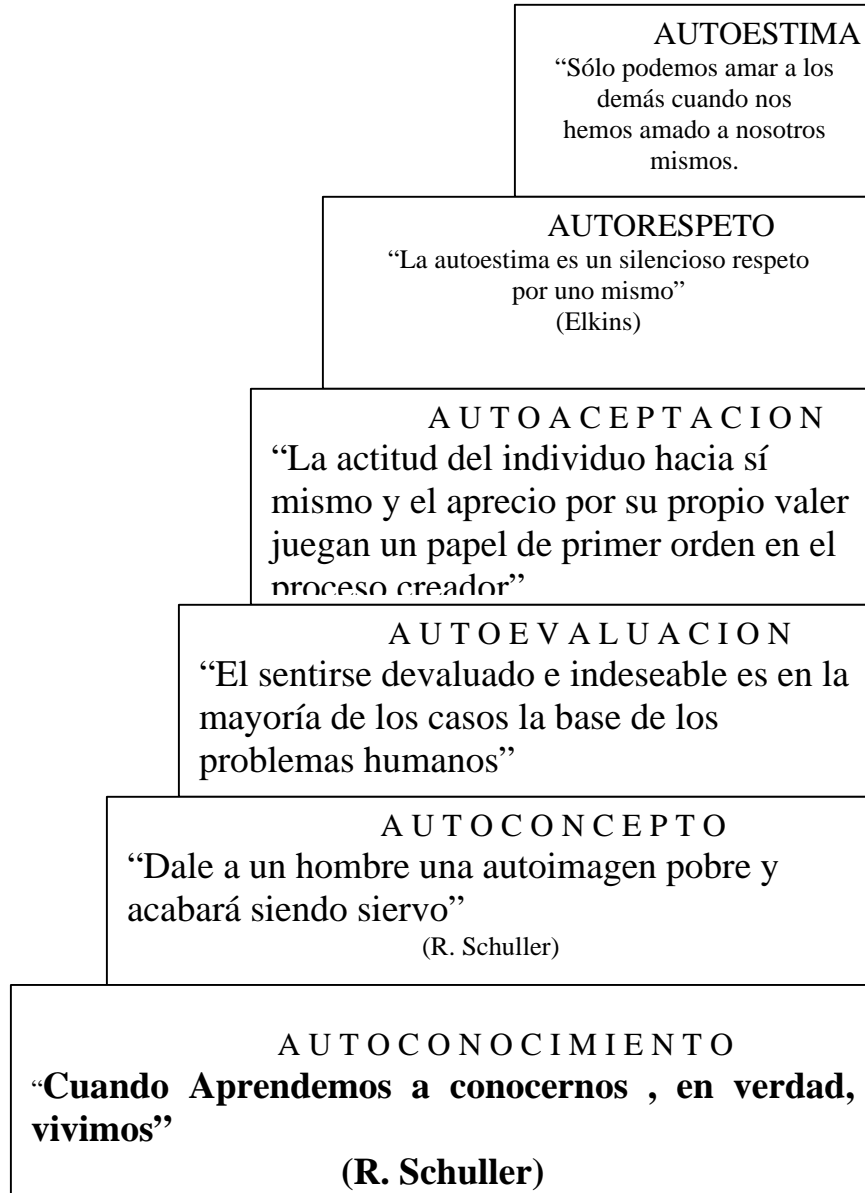 AUTOESTIMA
“Sólo podemos amar a los
demás cuando nos
hemos amado a nosotros
mismos.
AUTORESPETO
“La autoestima es un silencioso respeto
por uno mismo”
(Elkins)
A U T O A C E P T A C I O N
“La actitud del individuo hacia sí
mismo y el aprecio por su propio valer
juegan un papel de primer orden en el
proceso creador”
A U T O E V A L U A C I O N
“El sentirse devaluado e indeseable es en la
mayoría de los casos la base de los
problemas humanos”
A U T O C O N C E P T O
“Dale a un hombre una autoimagen pobre y
acabará siendo siervo”
(R. Schuller)
A U T O C O N O C I M I E N T O
“Cuando Aprendemos a conocernos , en verdad,
vivimos”
(R. Schuller)